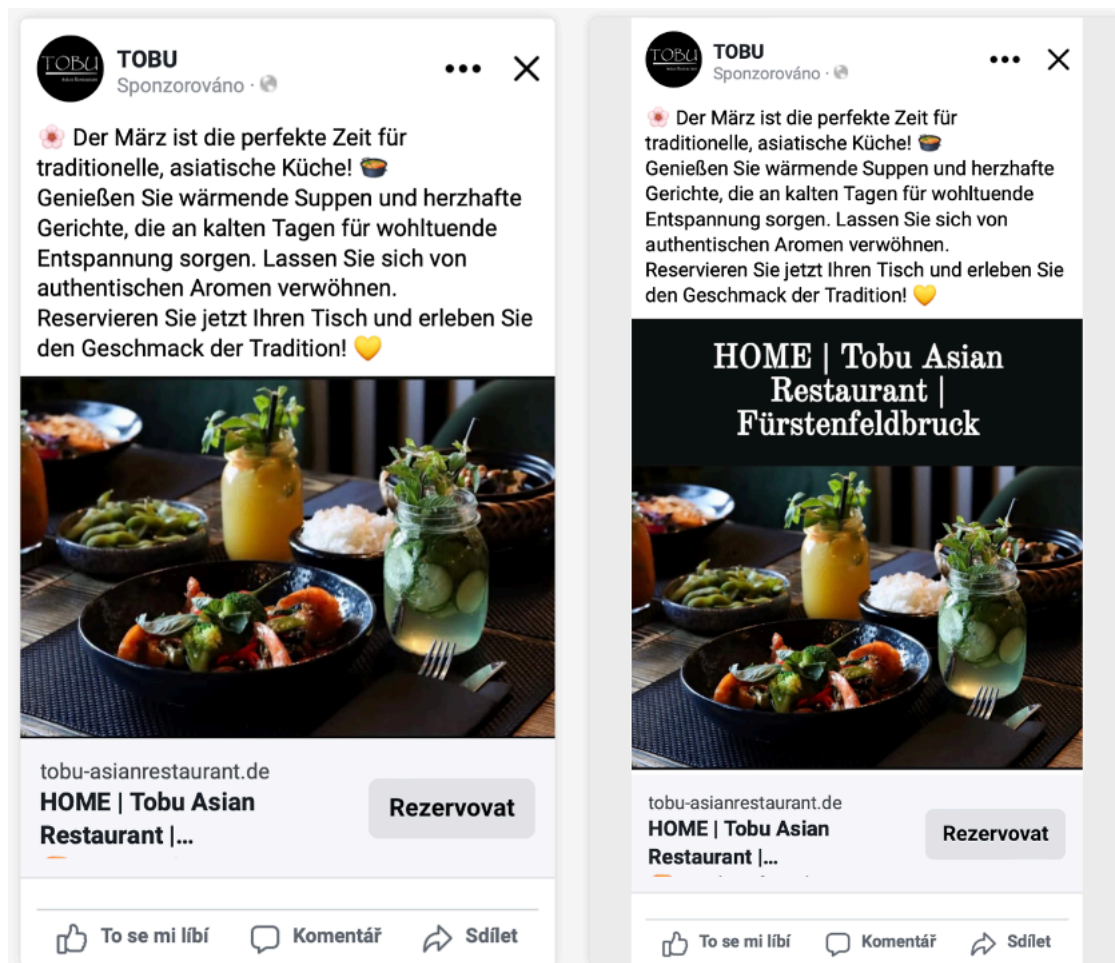 TOBU
TOBU
Sponzorováno ·
🌸 Der März ist die perfekte Zeit für
traditionelle, asiatische Küche! 🍲
Genießen Sie wärmende Suppen und herzhafte
Gerichte, die an kalten Tagen für wohltuende
Entspannung sorgen. Lassen Sie sich von
authentischen Aromen verwöhnen.
Reservieren Sie jetzt Ihren Tisch und erleben Sie
den Geschmack der Tradition! 💛
tobu-asianrestaurant.de
HOME | Tobu Asian
Restaurant |...
Rezervovat
To se mi líbí
Komentář
Sdílet
TOBU
TOBU
Sponzorováno ·
🌸 Der März ist die perfekte Zeit für
traditionelle, asiatische Küche! 🍲
Genießen Sie wärmende Suppen und herzhafte
Gerichte, die an kalten Tagen für wohltuende
Entspannung sorgen. Lassen Sie sich von
authentischen Aromen verwöhnen.
Reservieren Sie jetzt Ihren Tisch und erleben Sie
den Geschmack der Tradition! 💛
HOME | Tobu Asian
Restaurant |
Fürstenfeldbruck
tobu-asianrestaurant.de
HOME | Tobu Asian
Restaurant |...
Rezervovat
To se mi líbí
Komentář
Sdílet